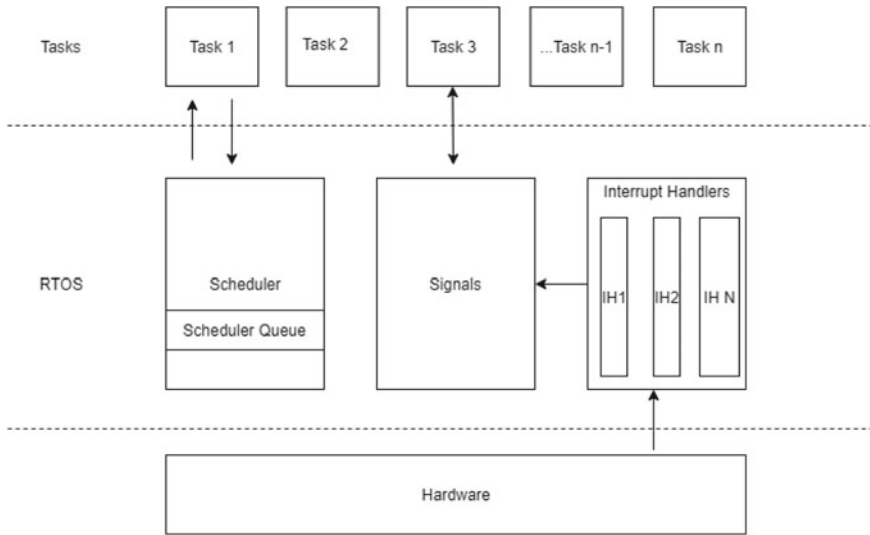 Tasks
Task 1
Task 2
Task 3
...Task n-1
Task n
RTOS
Scheduler
Scheduler Queue
Signals
Interrupt Handlers
IH1
IH2
IH N
Hardware